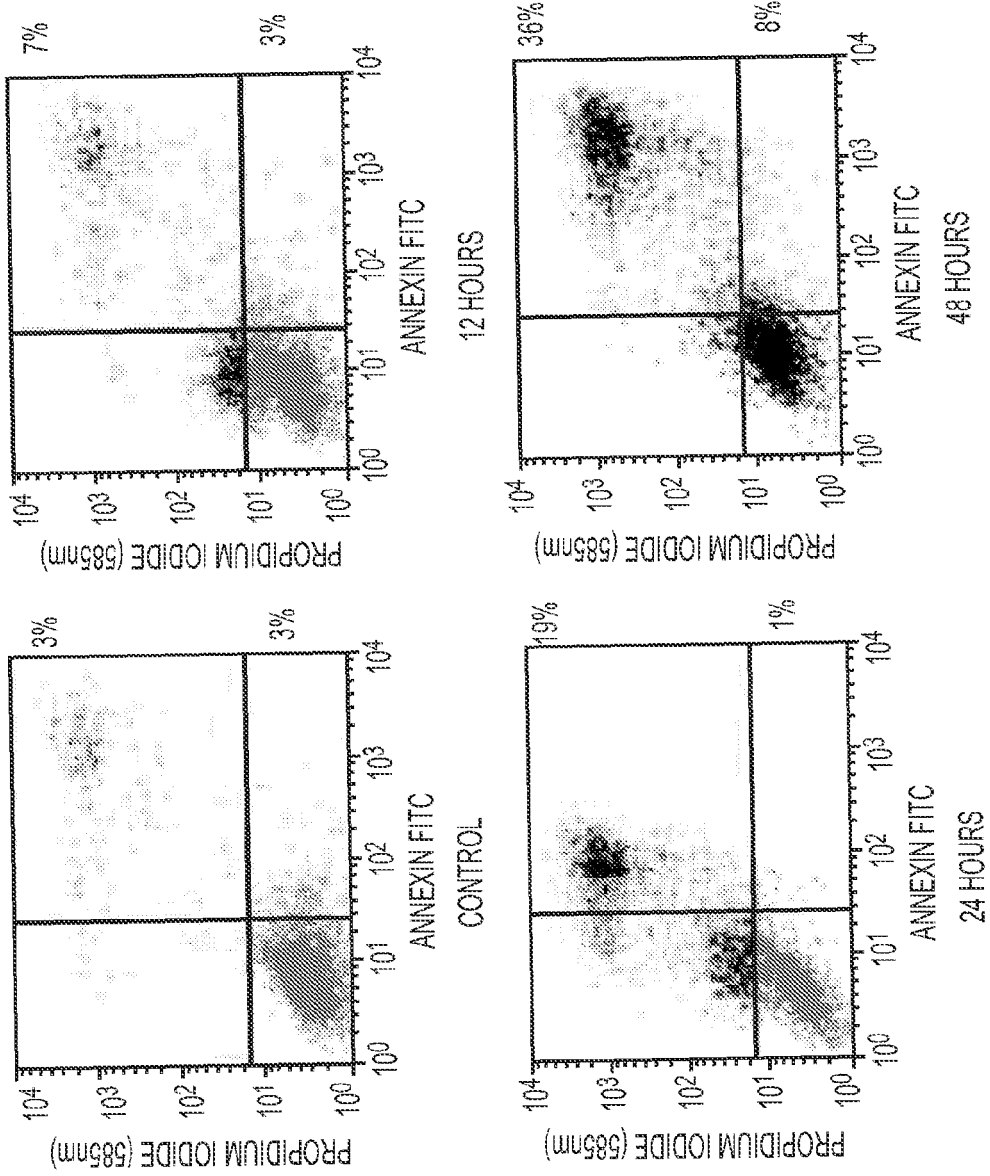 PROPIDIUM IODIDE (585nm)
10⁴
10³
10²
10¹
10⁰
3%
3%
10⁰ 10¹ 10² 10³ 10⁴
ANNEXIN FITC
CONTROL
PROPIDIUM IODIDE (585nm)
10⁴
10³
10²
10¹
10⁰
7%
3%
10⁰ 10¹ 10² 10³ 10⁴
ANNEXIN FITC
12 HOURS
PROPIDIUM IODIDE (585nm)
10⁴
10³
10²
10¹
10⁰
19%
1%
10⁰ 10¹ 10² 10³ 10⁴
ANNEXIN FITC
24 HOURS
PROPIDIUM IODIDE (585nm)
10⁴
10³
10²
10¹
10⁰
36%
8%
10⁰ 10¹ 10² 10³ 10⁴
ANNEXIN FITC
48 HOURS